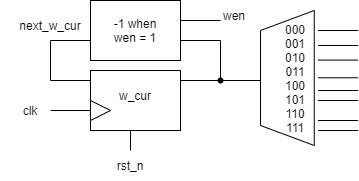 next_w_cur
-1 when
wen = 1
wen
w_cur
clk
rst_n
000
001
010
011
100
101
110
111